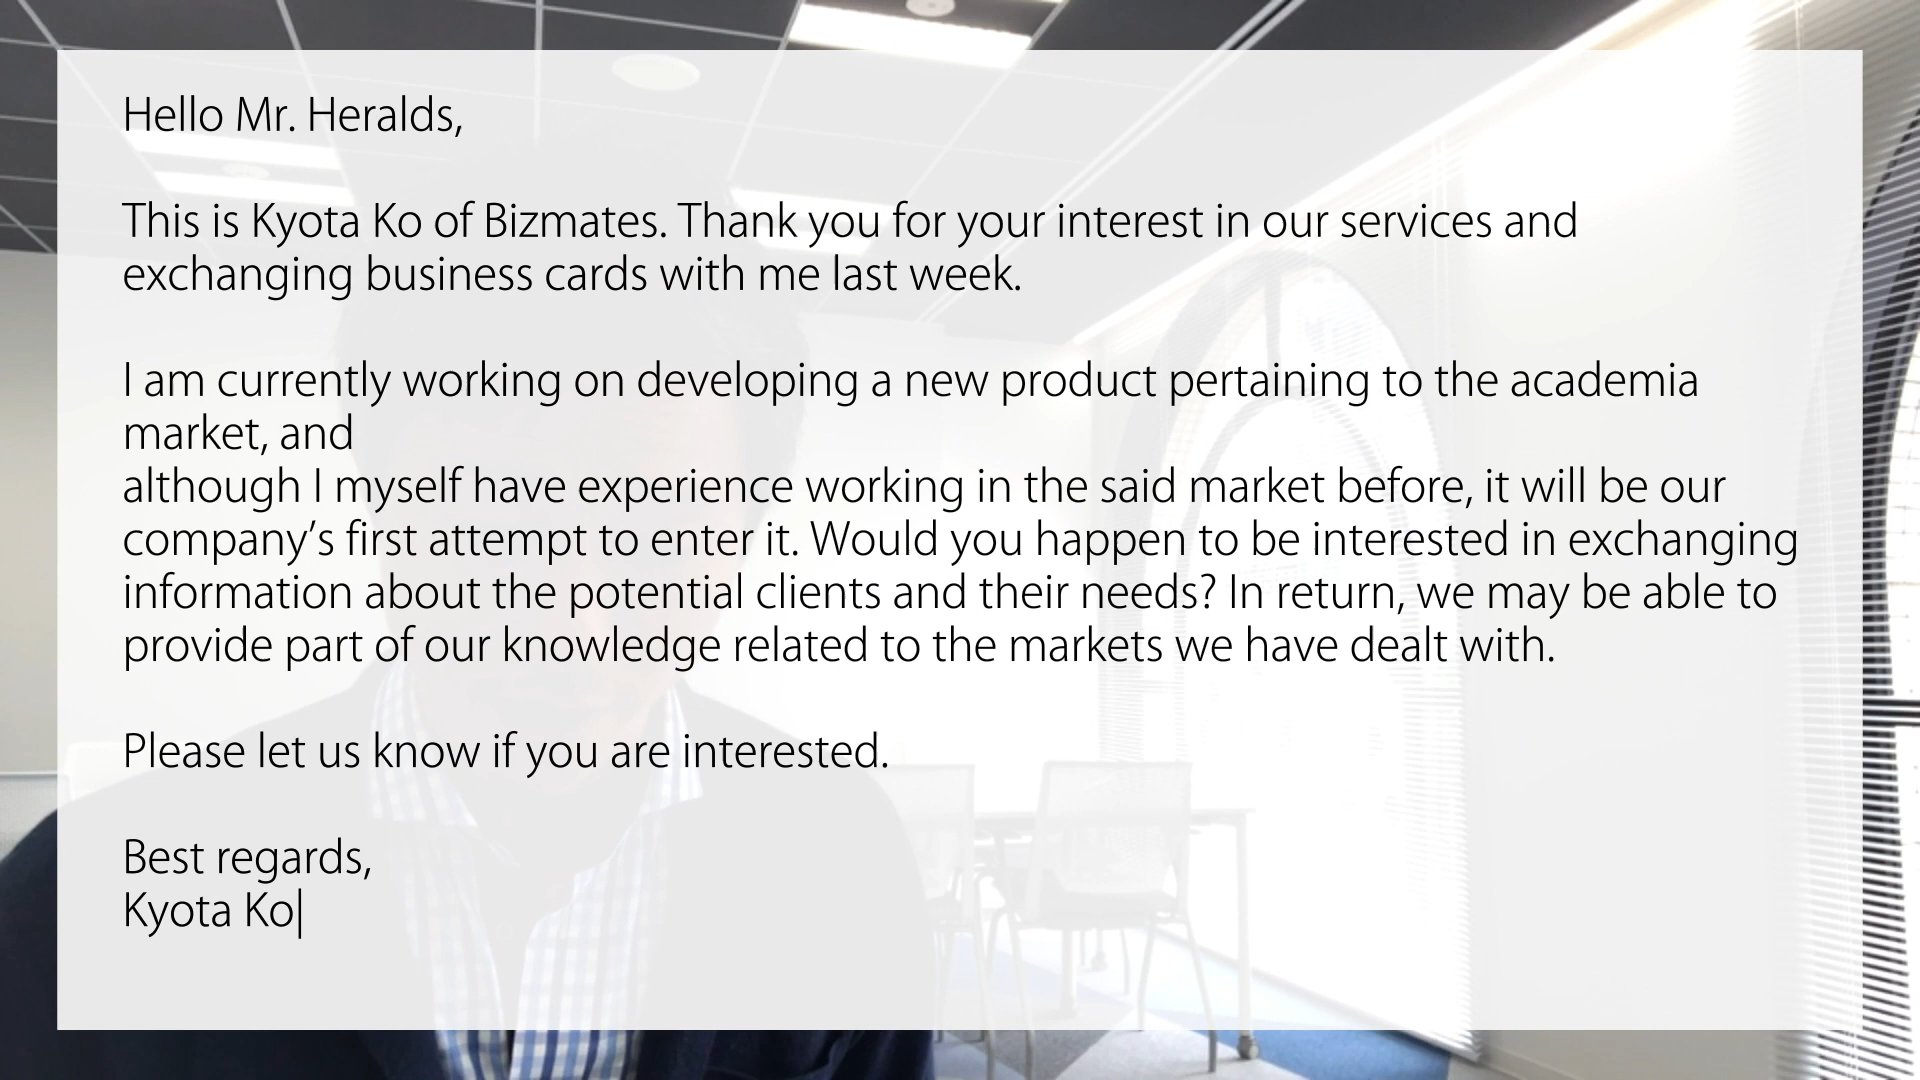 Hello Mr. Heralds,
This is Kyota Ko of Bizmates. Thank you for your interest in our services and
exchanging business cards with me last week.
I am currently working on developing a new product pertaining to the academia
market, and
although I myself have experience working in the said market before, it will be our
company’s first attempt to enter it. Would you happen to be interested in exchanging
information about the potential clients and their needs? In return, we may be able to
provide part of our knowledge related to the markets we have dealt with.
Please let us know if you are interested.
Best regards,
Kyota Ko